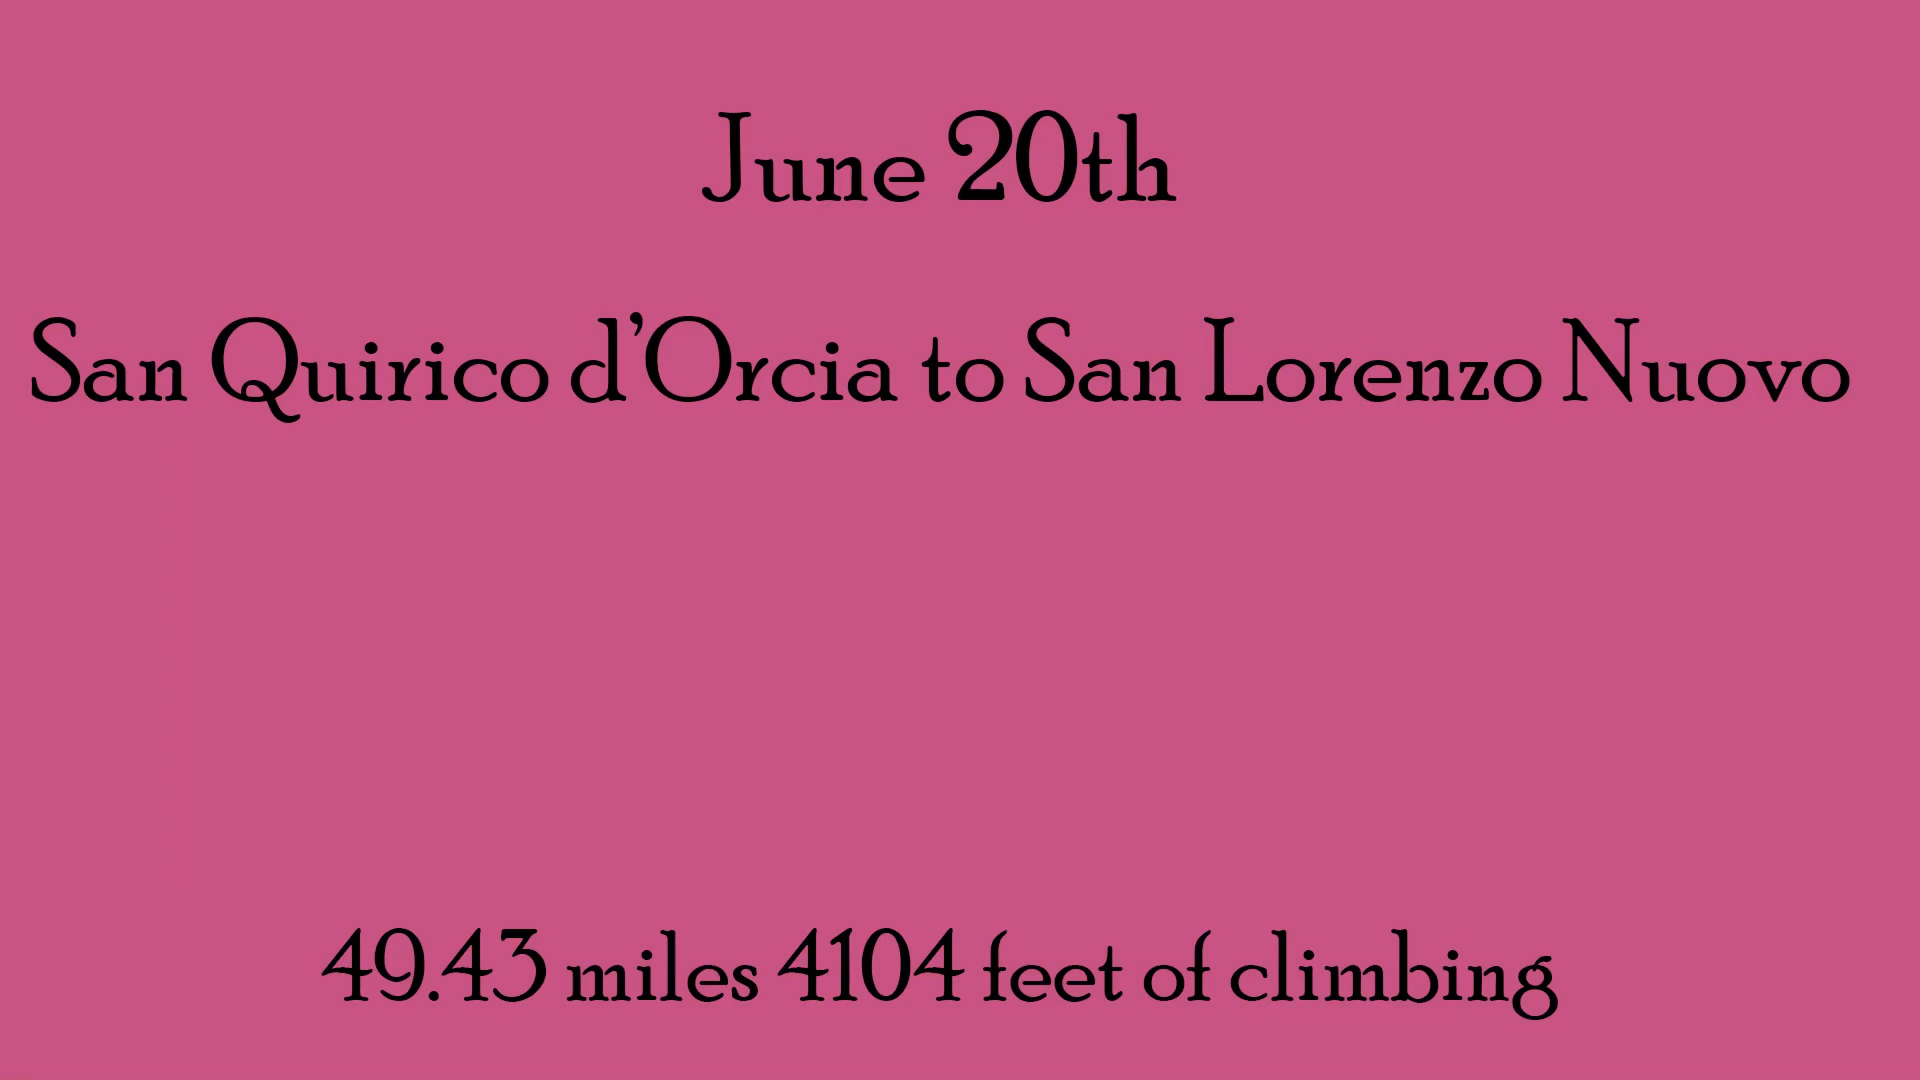 June 20th
San Quirico d'Orcia to San Lorenzo Nuovo
49.43 miles 4104 feet of climbing